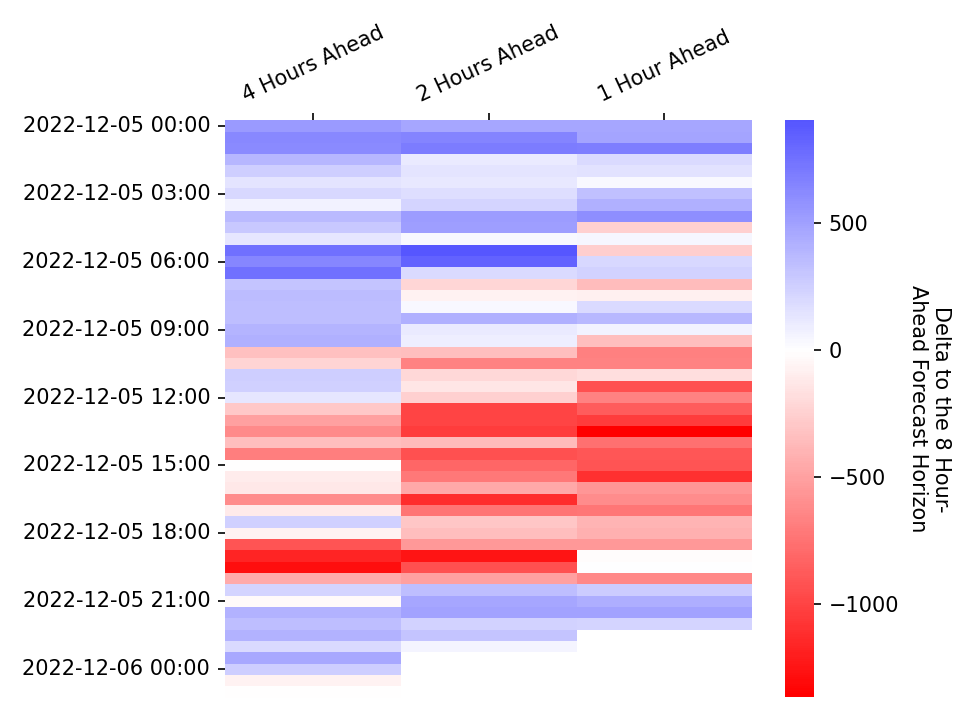 4 Hours Ahead
2 Hours Ahead
1 Hour Ahead
2022-12-05 00:00
2022-12-05 03:00
2022-12-05 06:00
2022-12-05 09:00
2022-12-05 12:00
2022-12-05 15:00
2022-12-05 18:00
2022-12-05 21:00
2022-12-06 00:00
500
0
−500
−1000
Delta to the 8 Hour-
Ahead Forecast Horizon